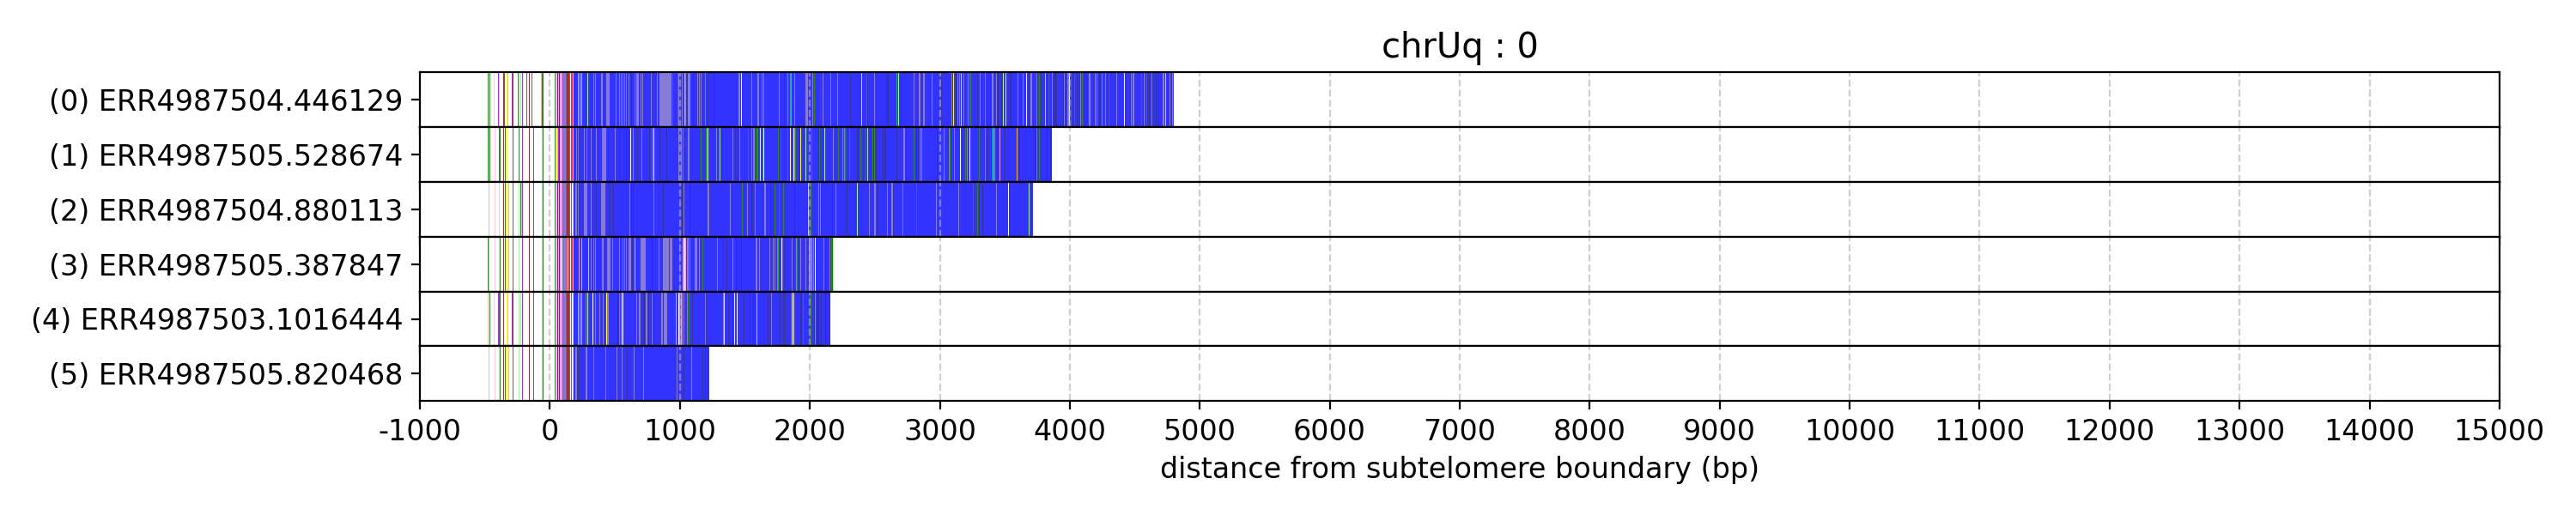 chrUq : 0
(0) ERR4987504.446129
(1) ERR4987505.528674
(2) ERR4987504.880113
(3) ERR4987505.387847
(4) ERR4987503.1016444
(5) ERR4987505.820468
-1000 0 1000 2000 3000 4000 5000 6000 7000 8000 9000 10000 11000 12000 13000 14000 15000
distance from subtelomere boundary (bp)